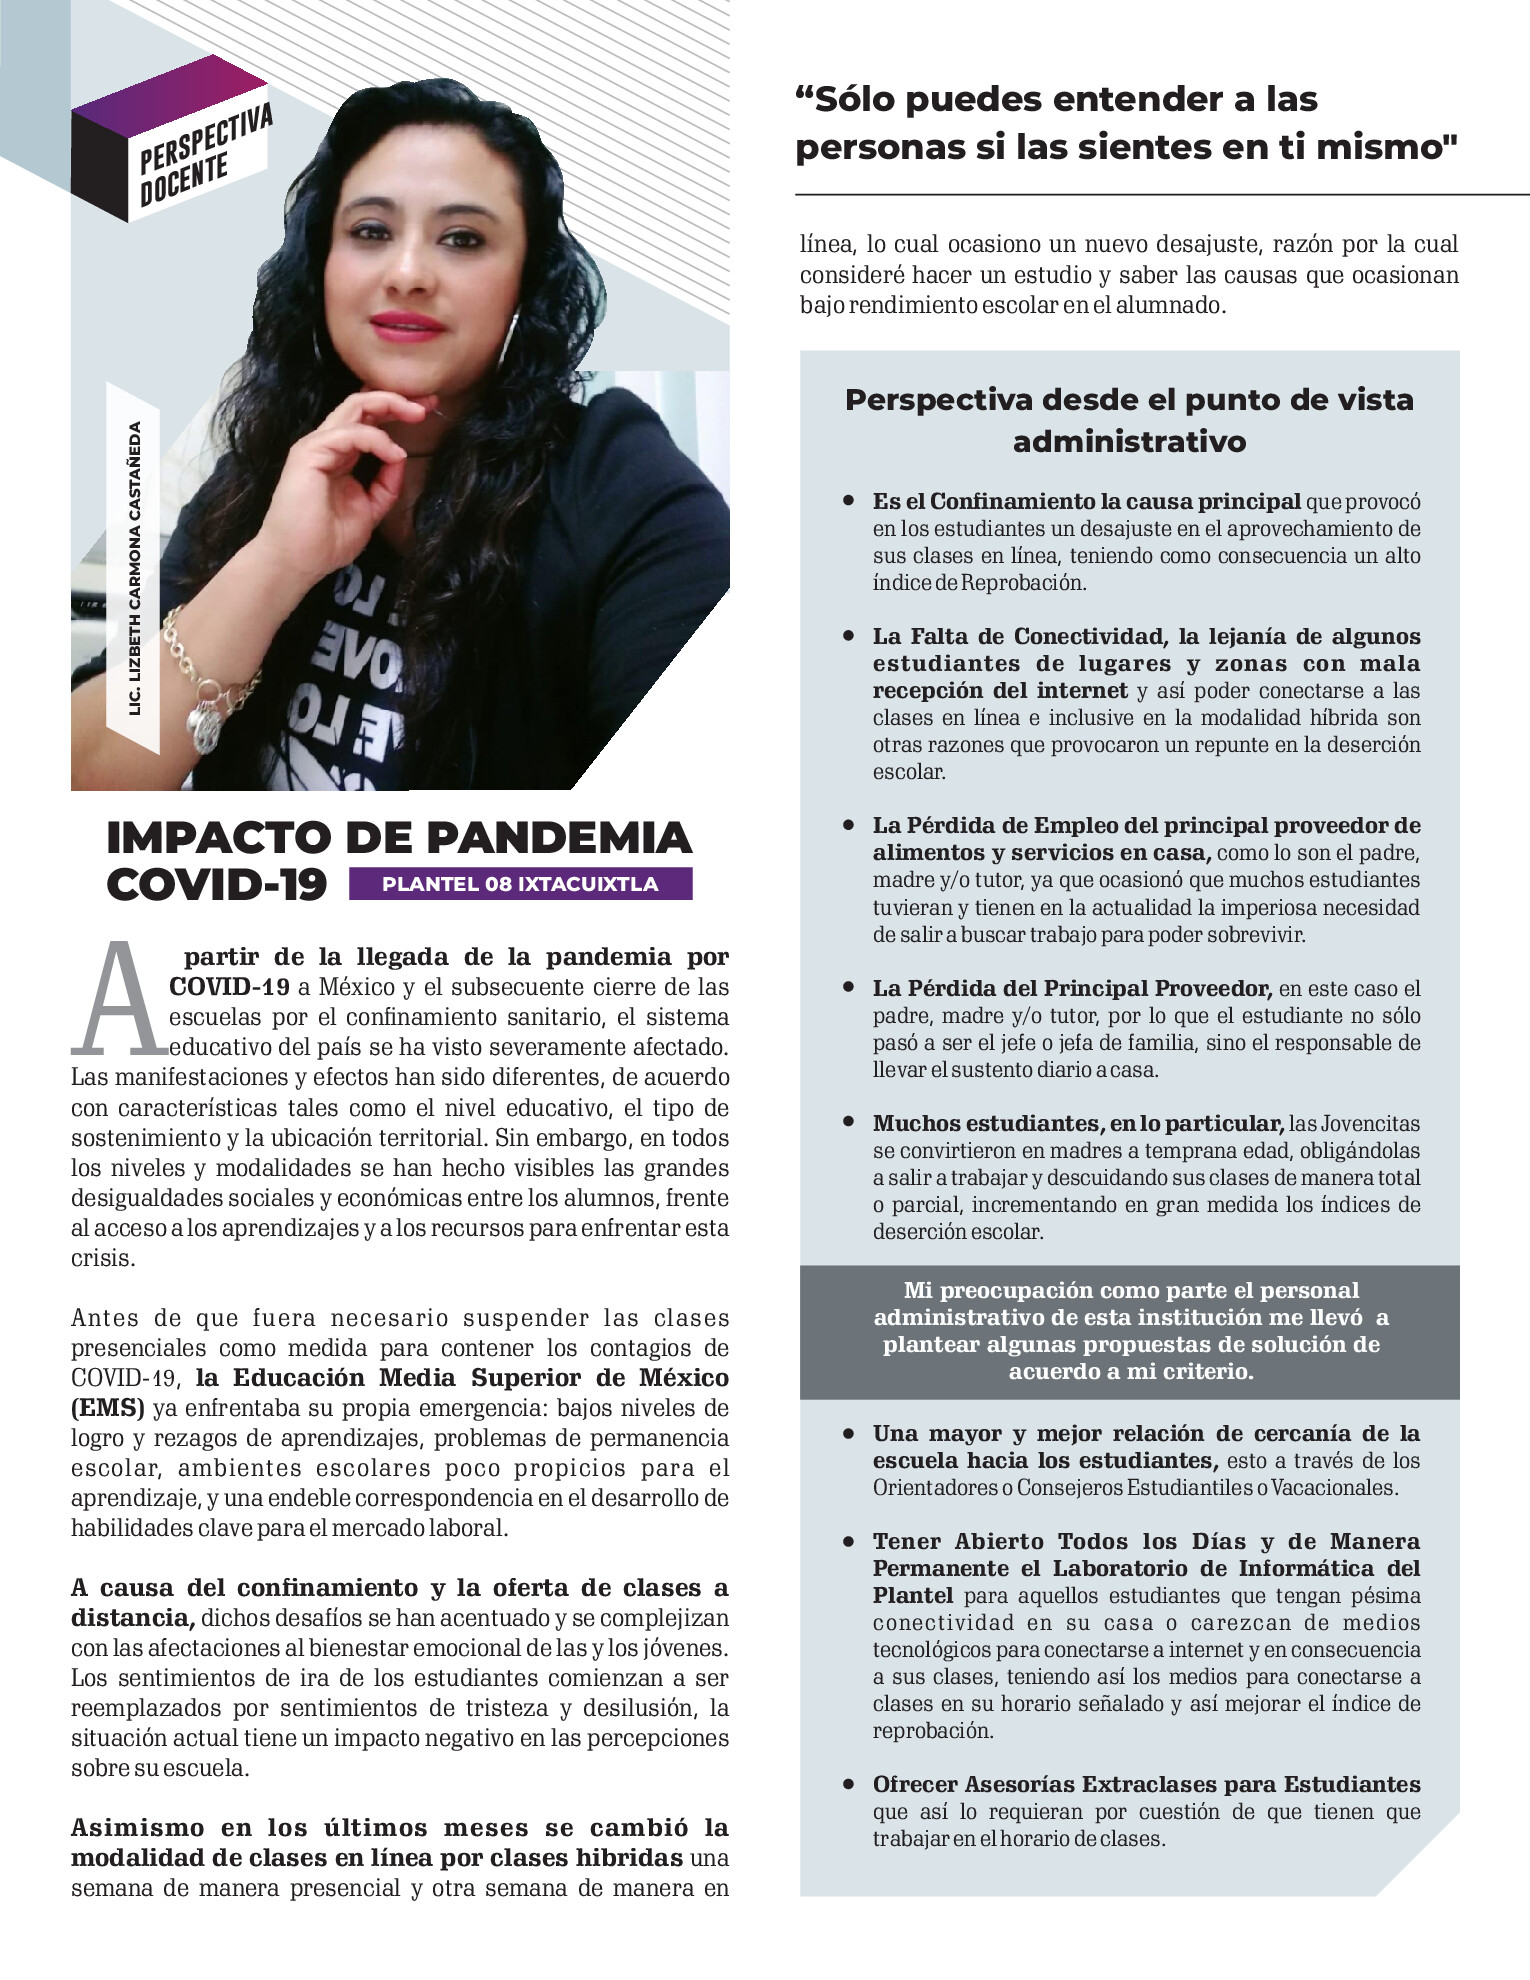 PERSPECTIVA
DOCENTE
LIC. LIZBETH CARMONA CASTAÑEDA
IMPACTO DE PANDEMIA
COVID-19 PLANTEL 08 IXTACUIXTLA
A partir de la llegada de la pandemia por
COVID-19 a México y el subsecuente cierre de las
escuelas por el confinamiento sanitario, el sistema
educativo del país se ha visto severamente afectado.
Las manifestaciones y efectos han sido diferentes, de acuerdo
con características tales como el nivel educativo, el tipo de
sostenimiento y la ubicación territorial. Sin embargo, en todos
los niveles y modalidades se han hecho visibles las grandes
desigualdades sociales y económicas entre los alumnos, frente
al acceso a los aprendizajes y a los recursos para enfrentar esta
crisis.
Antes de que fuera necesario suspender las clases
presenciales como medida para contener los contagios de
COVID-19, la Educación Media Superior de México
(EMS) ya enfrentaba su propia emergencia: bajos niveles de
logro y rezagos de aprendizajes, problemas de permanencia
escolar, ambientes escolares poco propicios para el
aprendizaje, y una endeble correspondencia en el desarrollo de
habilidades clave para el mercado laboral.
A causa del confinamiento y la oferta de clases a
distancia, dichos desafíos se han acentuado y se complejizan
con las afectaciones al bienestar emocional de las y los jóvenes.
Los sentimientos de ira de los estudiantes comienzan a ser
reemplazados por sentimientos de tristeza y desilusión, la
situación actual tiene un impacto negativo en las percepciones
sobre su escuela.
Asimismo en los últimos meses se cambió la
modalidad de clases en línea por clases hibridas una
semana de manera presencial y otra semana de manera en
“Sólo puedes entender a las
personas si las sientes en ti mismo"
línea, lo cual ocasiono un nuevo desajuste, razón por la cual
consideré hacer un estudio y saber las causas que ocasionan
bajo rendimiento escolar en el alumnado.
Perspectiva desde el punto de vista
administrativo
• Es el Confinamiento la causa principal que provocó
en los estudiantes un desajuste en el aprovechamiento de
sus clases en línea, teniendo como consecuencia un alto
índice de Reprobación.
• La Falta de Conectividad, la lejanía de algunos
estudiantes de lugares y zonas con mala
recepción del internet y así poder conectarse a las
clases en línea e inclusive en la modalidad híbrida son
otras razones que provocaron un repunte en la deserción
escolar.
• La Pérdida de Empleo del principal proveedor de
alimentos y servicios en casa, como lo son el padre,
madre y/o tutor, ya que ocasionó que muchos estudiantes
tuvieran y tienen en la actualidad la imperiosa necesidad
de salir a buscar trabajo para poder sobrevivir.
• La Pérdida del Principal Proveedor, en este caso el
padre, madre y/o tutor, por lo que el estudiante no sólo
pasó a ser el jefe o jefa de familia, sino el responsable de
llevar el sustento diario a casa.
• Muchos estudiantes, en lo particular, las Jovencitas
se convirtieron en madres a temprana edad, obligándolas
a salir a trabajar y descuidando sus clases de manera total
o parcial, incrementando en gran medida los índices de
deserción escolar.
Mi preocupación como parte el personal
administrativo de esta institución me llevó a
plantear algunas propuestas de solución de
acuerdo a mi criterio.
• Una mayor y mejor relación de cercanía de la
escuela hacia los estudiantes, esto a través de los
Orientadores o Consejeros Estudiantiles o Vacacionales.
• Tener Abierto Todos los Días y de Manera
Permanente el Laboratorio de Informática del
Plantel para aquellos estudiantes que tengan pésima
conectividad en su casa o carezcan de medios
tecnológicos para conectarse a internet y en consecuencia
a sus clases, teniendo así los medios para conectarse a
clases en su horario señalado y así mejorar el índice de
reprobación.
• Ofrecer Asesorías Extraclases para Estudiantes
que así lo requieran por cuestión de que tienen que
trabajar en el horario de clases.